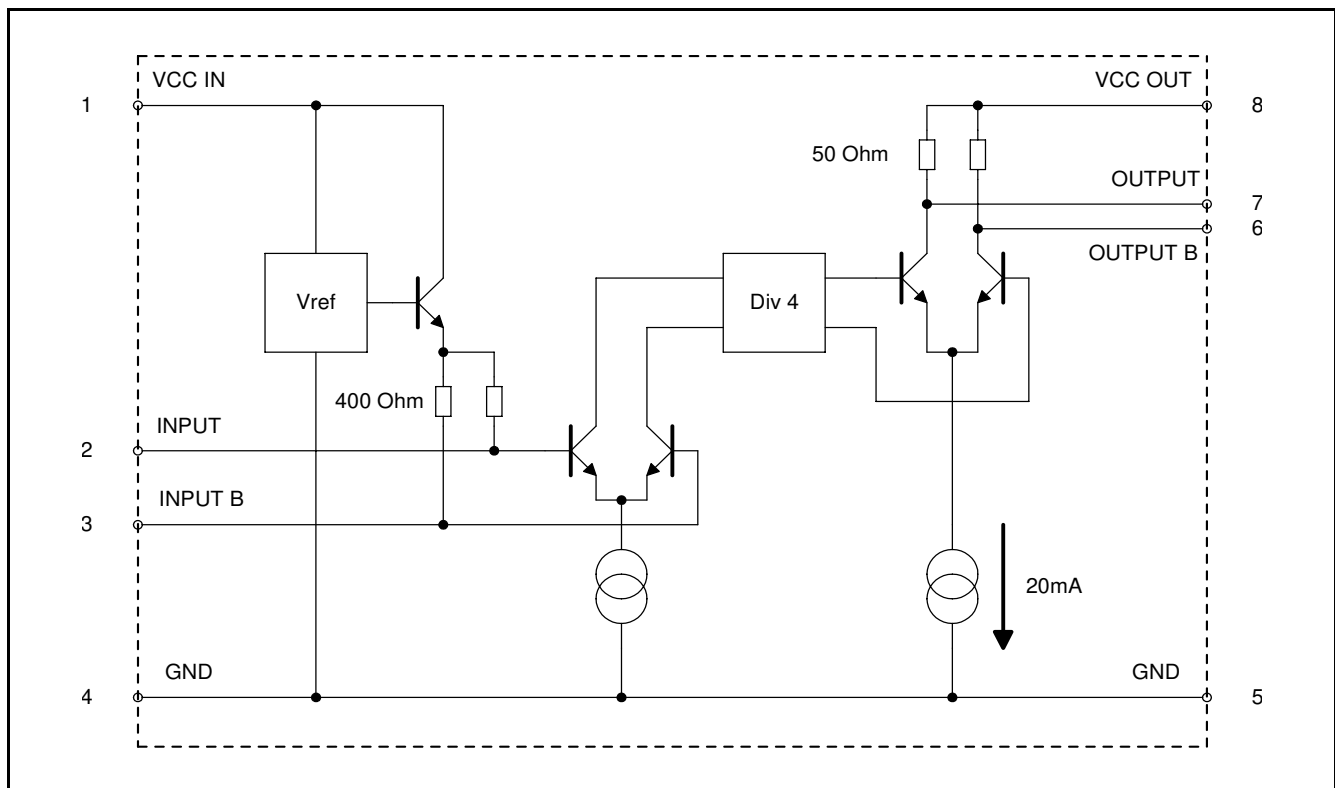 VCC IN
VCC OUT
1
8
50 Ohm
OUTPUT
7
6
OUTPUT B
Vref
Div 4
400 Ohm
INPUT
2
INPUT B
3
20mA
GND
GND
4
5